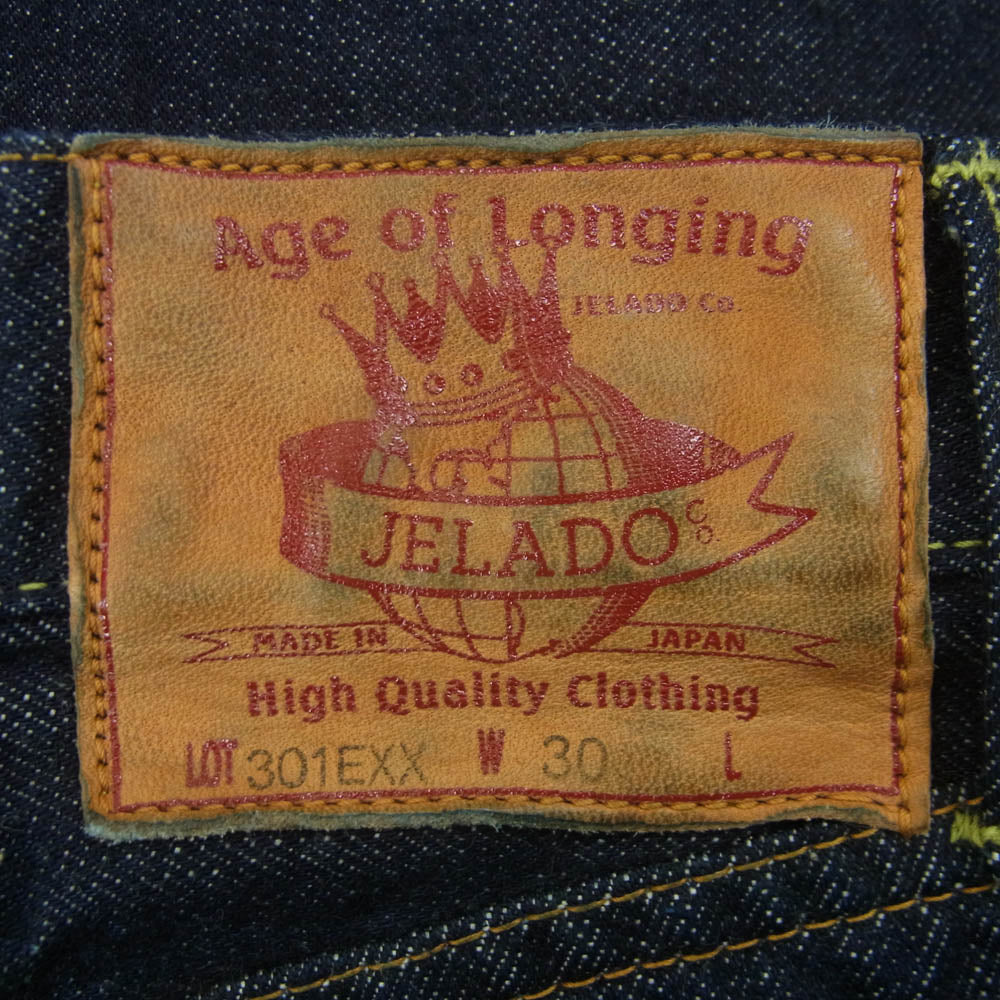 Age of Longing
JELADO Co.
JELADO Co.
MADE IN JAPAN
High Quality Clothing
LOT 301EXX W 30 L